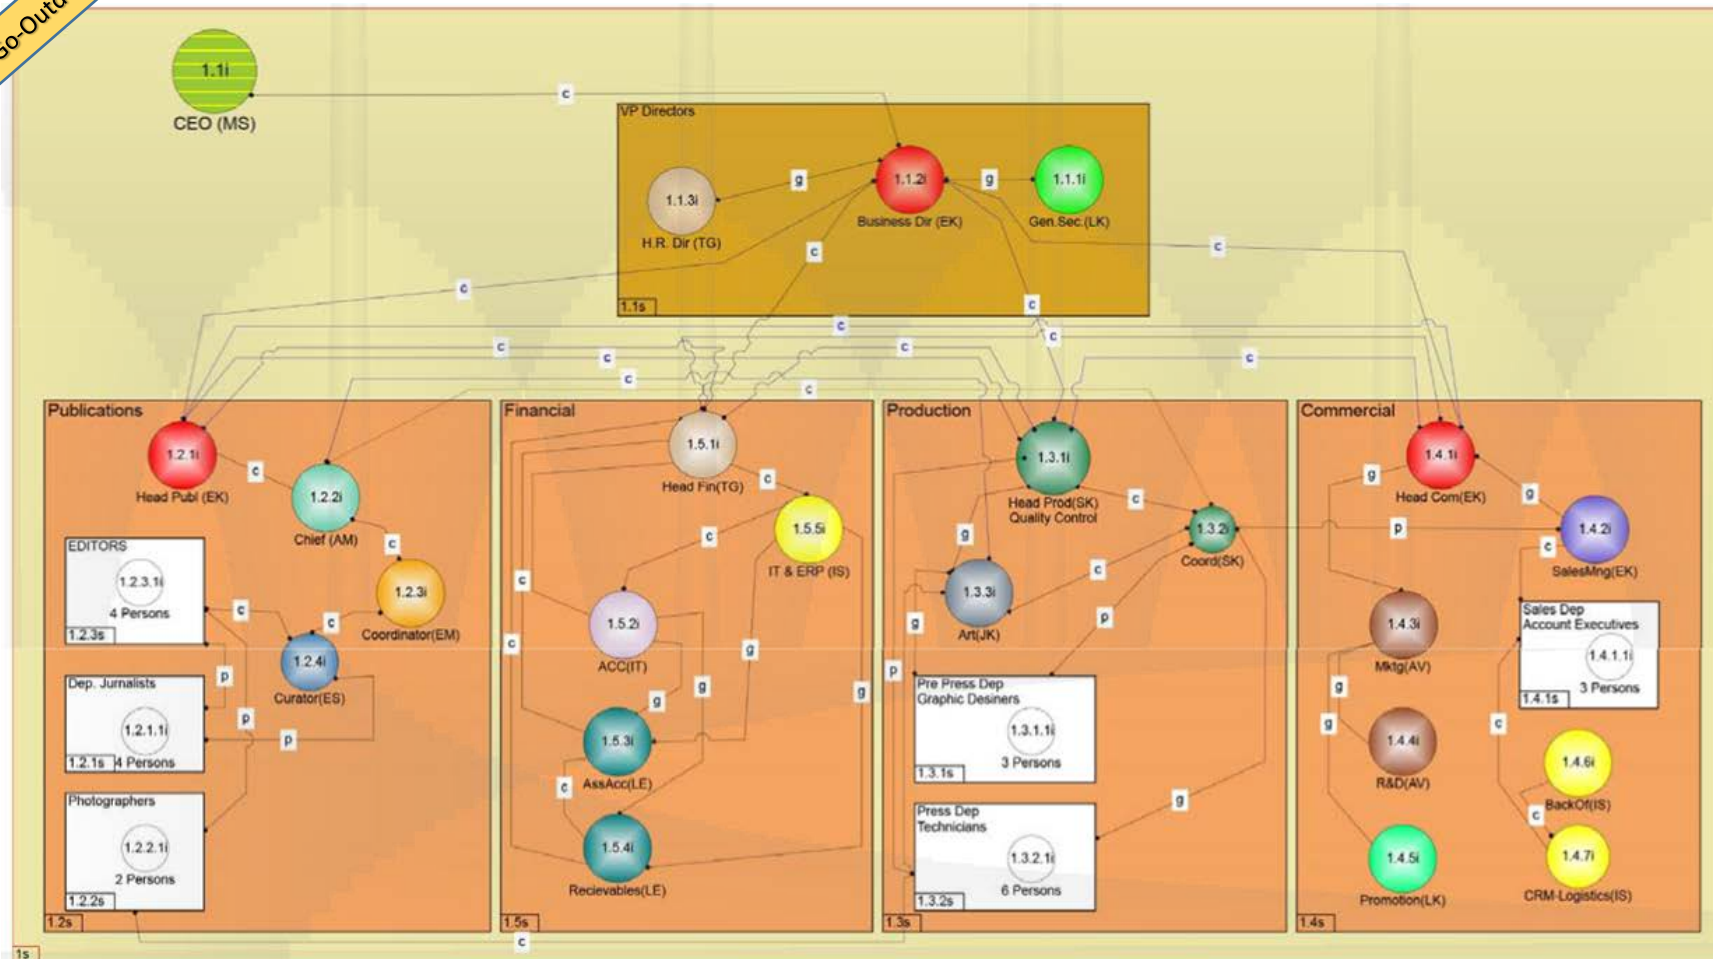 Go-Outd
1.1i
CEO (MS)
c
VP Directors
1.1.3i
H.R. Dir (TG)
g
1.1.2i
Business Dir (EK)
g
1.1.1i
Gen.Sec.(LK)
1.1s
c
c
c
c
c
c
c
c
c
c
c
c
Publications
1.2.1i
Head Publ (EK)
c
1.2.2i
Chief (AM)
c
1.2.3i
Coordinator(EM)
EDITORS
1.2.3.1i
4 Persons
1.2.3s
c
c
1.2.4i
Curator(ES)
p
Dep. Jurnalists
1.2.1.1i
1.2.1s
4 Persons
p
p
Photographers
1.2.2.1i
2 Persons
1.2.2s
1.2s
Financial
1.5.1i
Head Fin(TG)
c
1.5.5i
IT & ERP (IS)
c
c
1.5.2i
ACC(IT)
c
g
g
g
g
1.5.3i
AssAcc(LE)
c
1.5.4i
Recievables(LE)
1.5s
c
Production
1.3.1i
Head Prod(SK)
Quality Control
c
1.3.2i
Coord(SK)
g
c
1.3.3i
Art(JK)
g
p
p
Pre Press Dep
Graphic Desiners
1.3.1.1i
3 Persons
1.3.1s
g
Press Dep
Technicians
1.3.2.1i
6 Persons
1.3.2s
1.3s
Commercial
1.4.1i
Head Com(EK)
g
g
p
1.4.2i
SalesMng(EK)
c
1.4.3i
Mktg(AV)
Sales Dep
Account Executives
1.4.1.1i
3 Persons
1.4.1s
g
g
c
1.4.4i
R&D(AV)
1.4.6i
BackOf(IS)
c
1.4.5i
Promotion(LK)
1.4.7i
CRM-Logistics(IS)
1.4s
1s